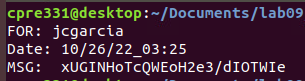 cpre331@desktop:~/Documents/lab09
FOR: jcgarcia
Date: 10/26/22_03:25
MSG:  xUGINHoTcQWEoH2e3/dIOTWIe